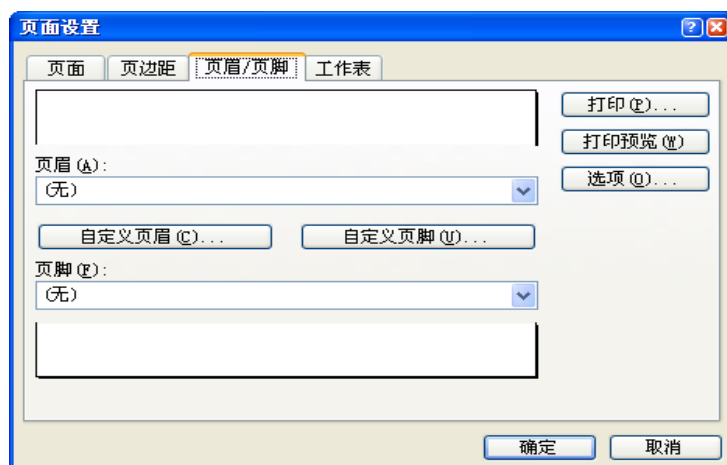 页面设置
页面 页边距 页眉/页脚 工作表
打印(P)...
打印预览(W)
选项(O)...
页眉(A):
(无)
自定义页眉(C)... 自定义页脚(U)...
页脚(F):
(无)
确定 取消